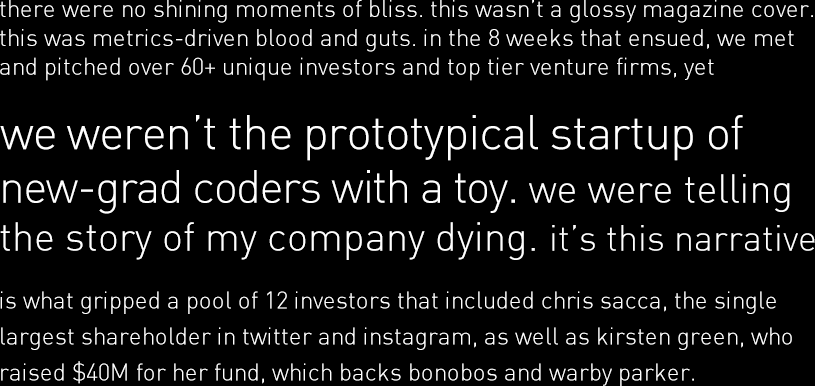 there were no shining moments of bliss. this wasn't a glossy magazine cover.
this was metrics-driven blood and guts. in the 8 weeks that ensued, we met
and pitched over 60+ unique investors and top tier venture firms, yet
we weren't the prototypical startup of
new-grad coders with a toy. we were telling
the story of my company dying. it's this narrative
is what gripped a pool of 12 investors that included chris sacca, the single
largest shareholder in twitter and instagram, as well as kirsten green, who
raised $40M for her fund, which backs bonobos and warby parker.